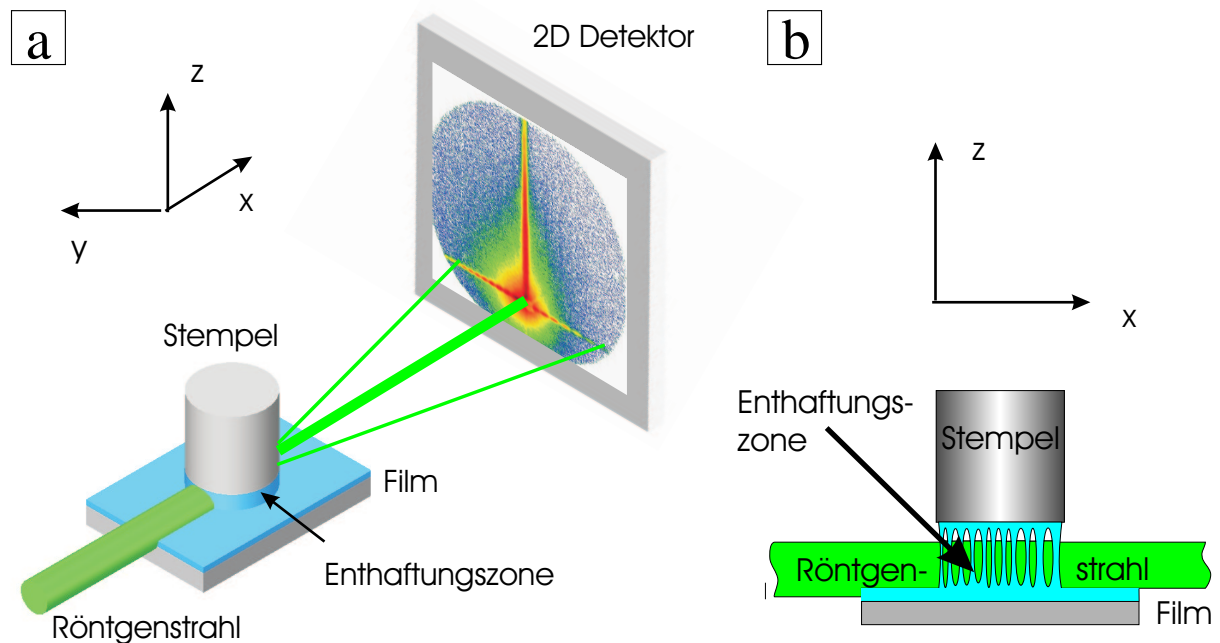 a
2D Detektor
z
x
y
Stempel
Film
Enthaftungszone
Röntgenstrahl
b
z
x
Enthaftungs-
zone
Stempel
Röntgen-
strahl
Film